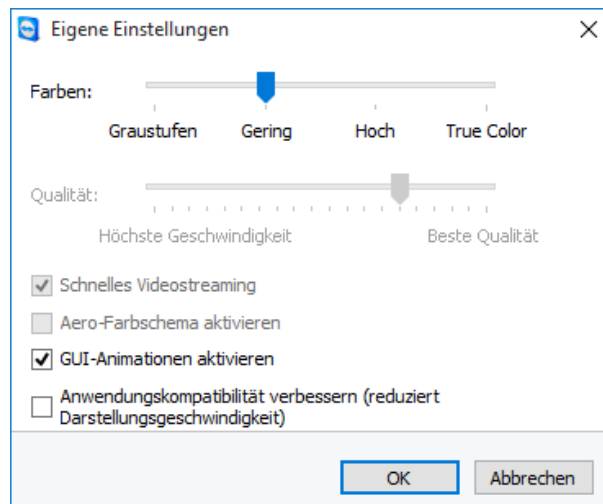 Eigene Einstellungen
Farben:
Graustufen Gering Hoch True Color
Qualität:
Höchste Geschwindigkeit Beste Qualität
Schnelles Videostreaming
Aero-Farbschema aktivieren
GUI-Animationen aktivieren
Anwendungskompatibilität verbessern (reduziert
Darstellungsgeschwindigkeit)
OK Abbrechen